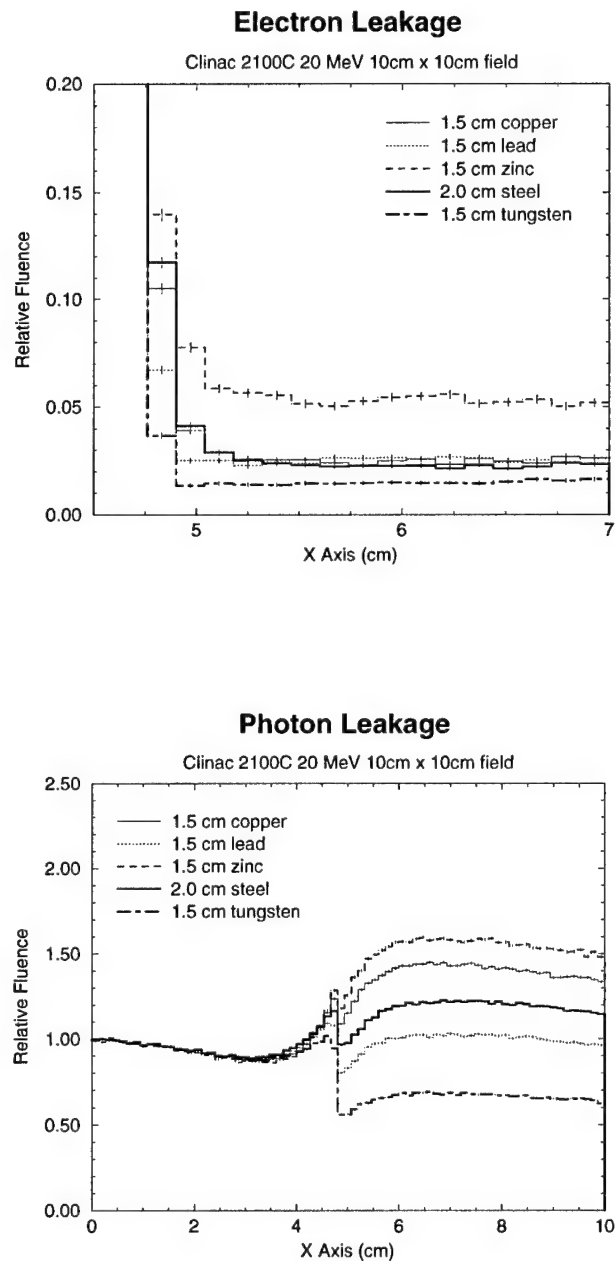 Electron Leakage
Clinac 2100C 20 MeV 10cm x 10cm field
0.20
0.15
0.10
0.05
0.00
Relative Fluence
1.5 cm copper
1.5 cm lead
1.5 cm zinc
2.0 cm steel
1.5 cm tungsten
5
6
7
X Axis (cm)
Photon Leakage
Clinac 2100C 20 MeV 10cm x 10cm field
2.50
2.00
1.50
1.00
0.50
0.00
Relative Fluence
1.5 cm copper
1.5 cm lead
1.5 cm zinc
2.0 cm steel
1.5 cm tungsten
0
2
4
6
8
10
X Axis (cm)